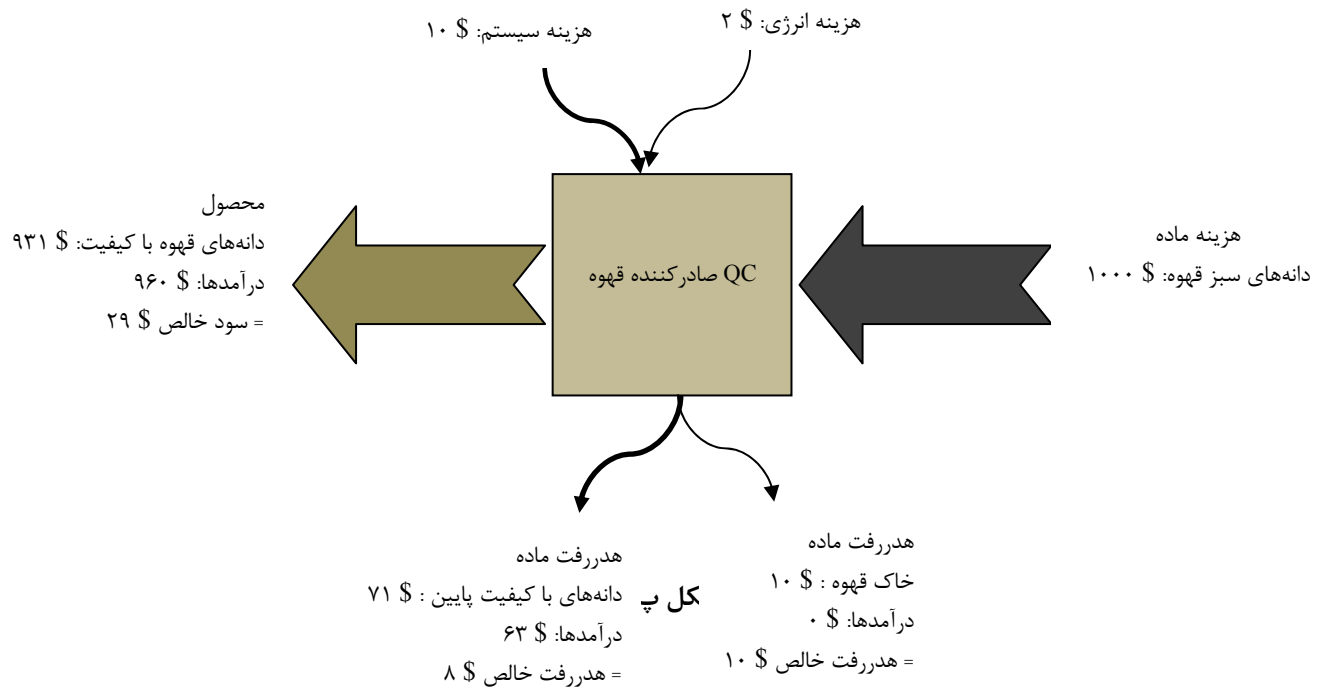 هزینه انرژی: $ ۲
هزینه سیستم: $ ۱۰
هزینه ماده
دانه‌های سبز قهوه: $ ۱۰۰۰
QC صادرکننده قهوه
محصول
دانه‌های قهوه با کیفیت: $ ۹۳۱
درآمدها: $ ۹۶۰
= سود خالص $ ۲۹
هدررفت ماده
خاک قهوه : $ ۱۰
درآمدها: $ ۰
= هدررفت خالص $ ۱۰
هدررفت ماده
دانه‌های با کیفیت پایین : $ ۷۱
درآمدها: $ ۶۳
= هدررفت خالص $ ۸